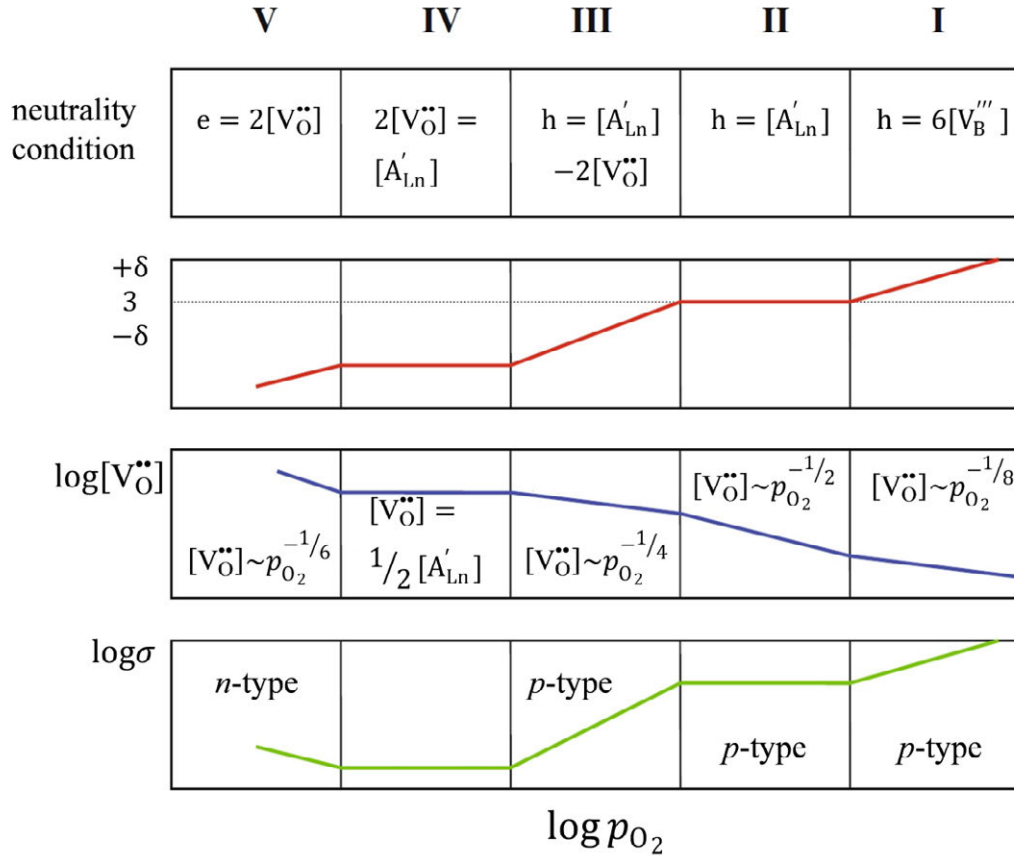 V IV III II I
neutrality condition
e = 2[V_O^••]
2[V_O^••] =
[A'_Ln]
h = [A'_Ln]
−2[V_O^••]
h = [A'_Ln]
h = 6[V_B^''']
+δ
3
−δ
log[V_O^••]
[V_O^••]~p_O2^−1/6
[V_O^••] =
1/2 [A'_Ln]
[V_O^••]~p_O2^−1/4
[V_O^••]~p_O2^−1/2
[V_O^••]~p_O2^−1/8
logσ
n-type
p-type
p-type
p-type
log p_O2